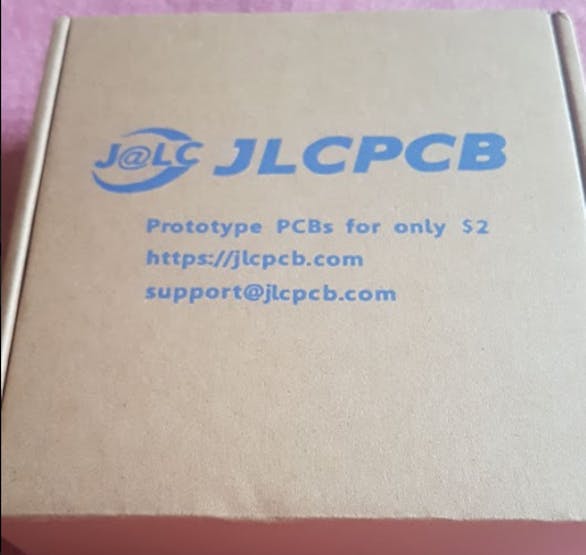 J@LC JLCPCB
Prototype PCBs for only $2
https://jlcpcb.com
support@jlcpcb.com